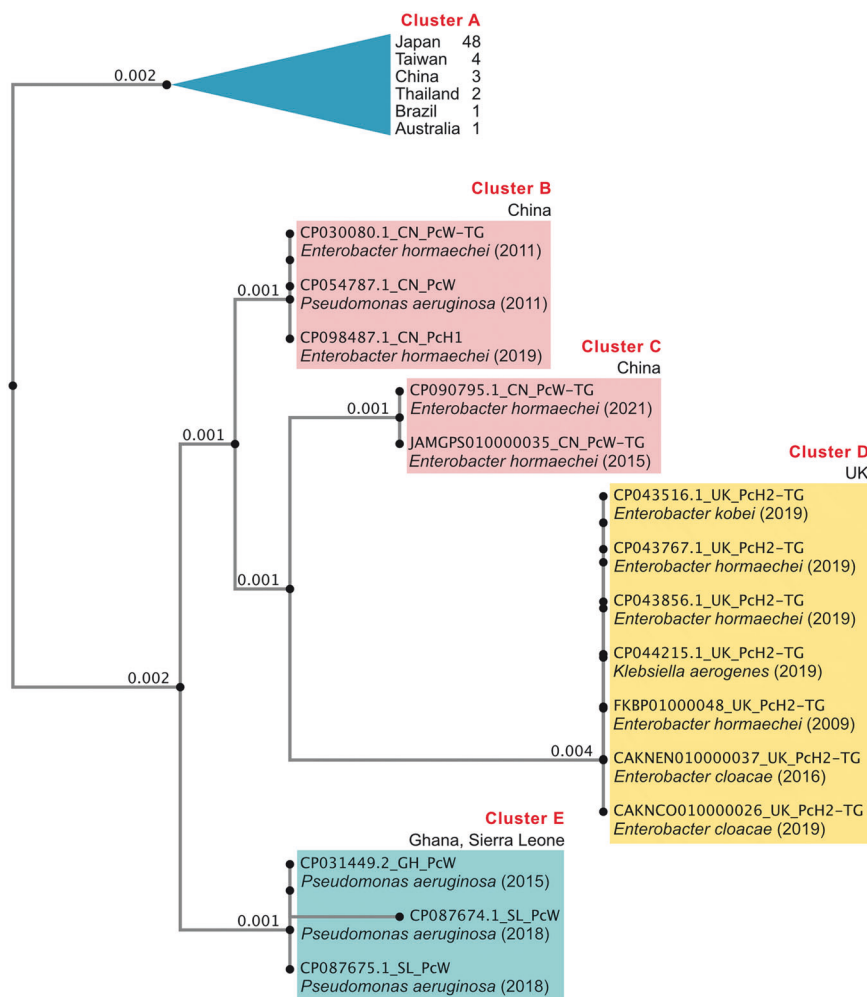 Cluster A
Japan 48
Taiwan 4
China 3
Thailand 2
Brazil 1
Australia 1
0.002
Cluster B
China
CP030080.1_CN_PcW-TG
Enterobacter hormaechei (2011)
CP054787.1_CN_PcW
Pseudomonas aeruginosa (2011)
CP098487.1_CN_PcH1
Enterobacter hormaechei (2019)
0.001
Cluster C
China
CP090795.1_CN_PcW-TG
Enterobacter hormaechei (2021)
JAMGPS010000035_CN_PcW-TG
Enterobacter hormaechei (2015)
0.001
0.001
0.001
Cluster D
UK
CP043516.1_UK_PcH2-TG
Enterobacter kobei (2019)
CP043767.1_UK_PcH2-TG
Enterobacter hormaechei (2019)
CP043856.1_UK_PcH2-TG
Enterobacter hormaechei (2019)
CP044215.1_UK_PcH2-TG
Klebsiella aerogenes (2019)
FKBP01000048_UK_PcH2-TG
Enterobacter hormaechei (2009)
CAKNEN010000037_UK_PcH2-TG
Enterobacter cloacae (2016)
CAKNCO010000026_UK_PcH2-TG
Enterobacter cloacae (2019)
0.002
0.004
Cluster E
Ghana, Sierra Leone
CP031449.2_GH_PcW
Pseudomonas aeruginosa (2015)
CP087674.1_SL_PcW
Pseudomonas aeruginosa (2018)
CP087675.1_SL_PcW
Pseudomonas aeruginosa (2018)
0.001